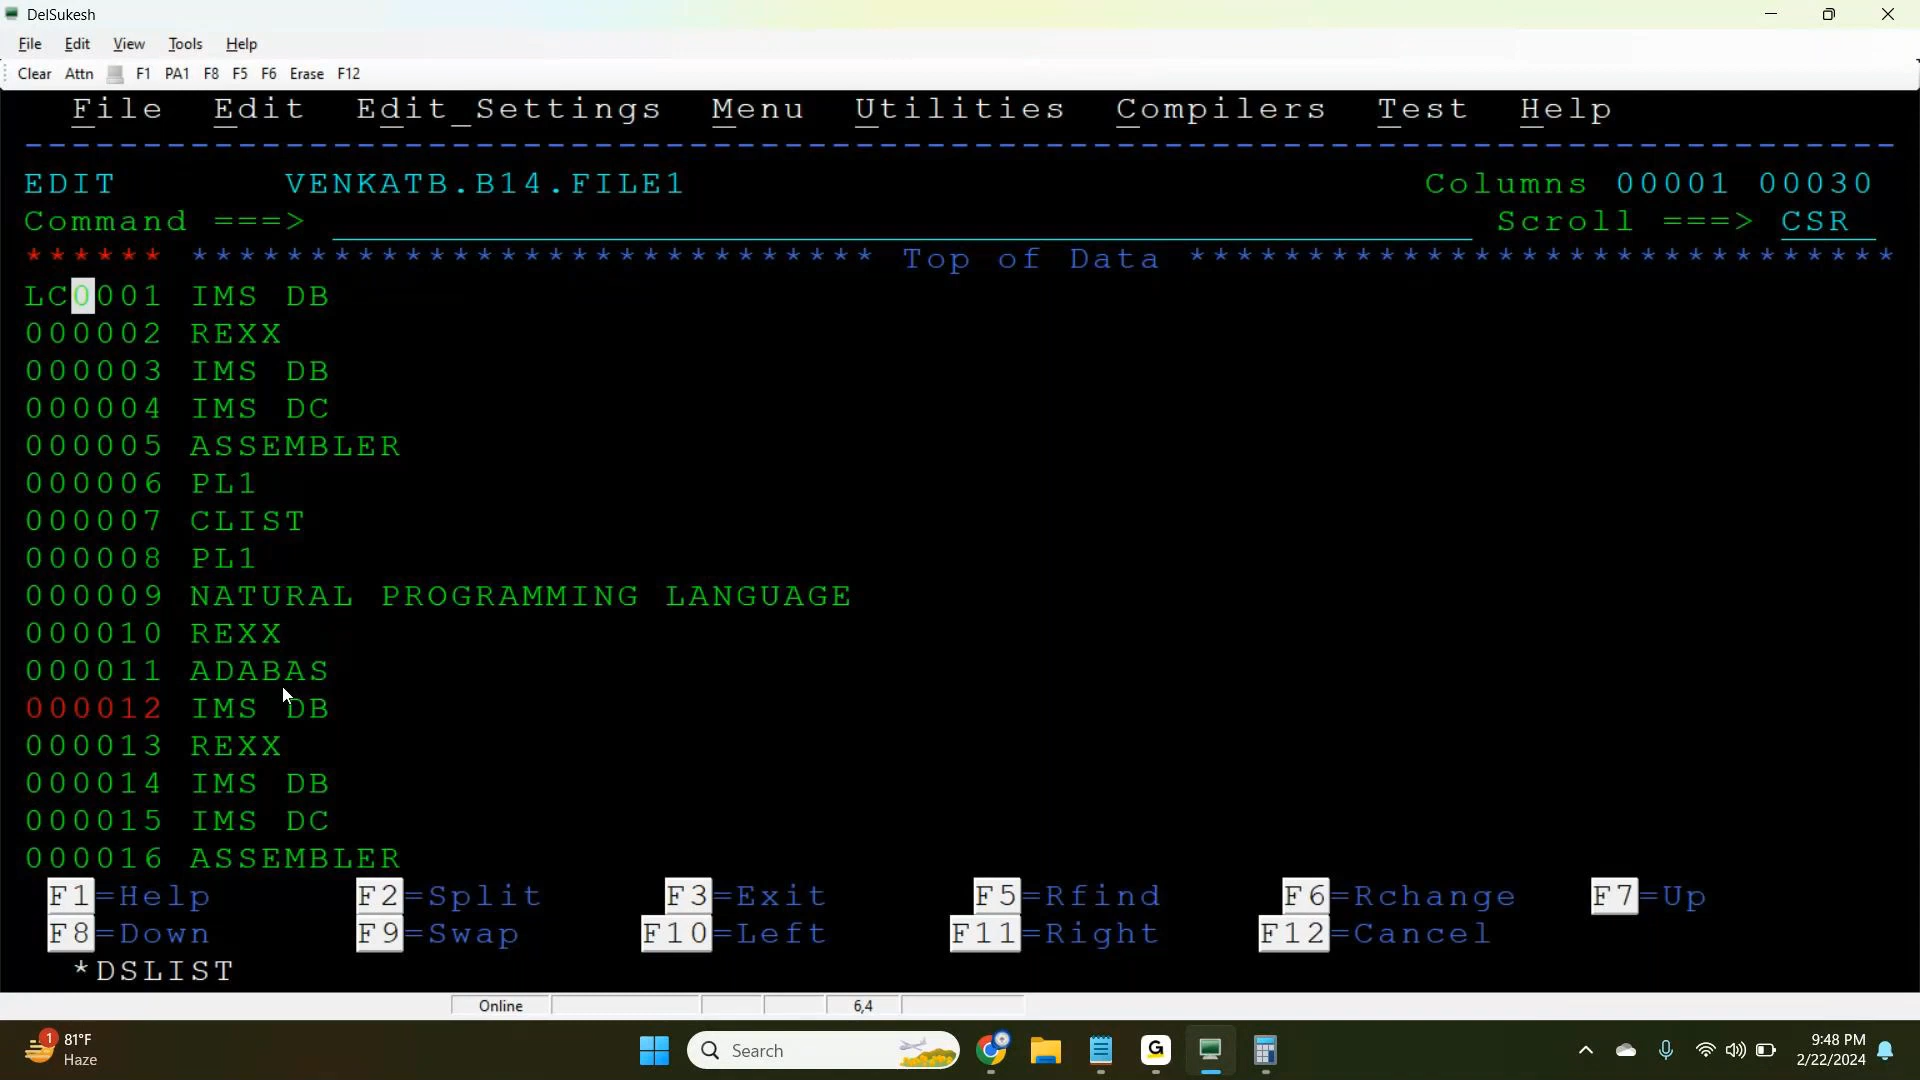 DelSukesh
File Edit View Tools Help
Clear Attn F1 PA1 F8 F5 F6 Erase F12
File Edit Edit_Settings Menu Utilities Compilers Test Help
EDIT VENKATB.B14.FILE1 Columns 00001 00030
Command ===> Scroll ===> CSR
****** ***************************** Top of Data ******************************
LC0001 IMS DB
000002 REXX
000003 IMS DB
000004 IMS DC
000005 ASSEMBLER
000006 PL1
000007 CLIST
000008 PL1
000009 NATURAL PROGRAMMING LANGUAGE
000010 REXX
000011 ADABAS
000012 IMS DB
000013 REXX
000014 IMS DB
000015 IMS DC
000016 ASSEMBLER
F1=Help F2=Split F3=Exit F5=Rfind F6=Rchange F7=Up
F8=Down F9=Swap F10=Left F11=Right F12=Cancel
*DSLIST
Online 6,4
1 81°F Search G 9:48 PM
Haze 2/22/2024